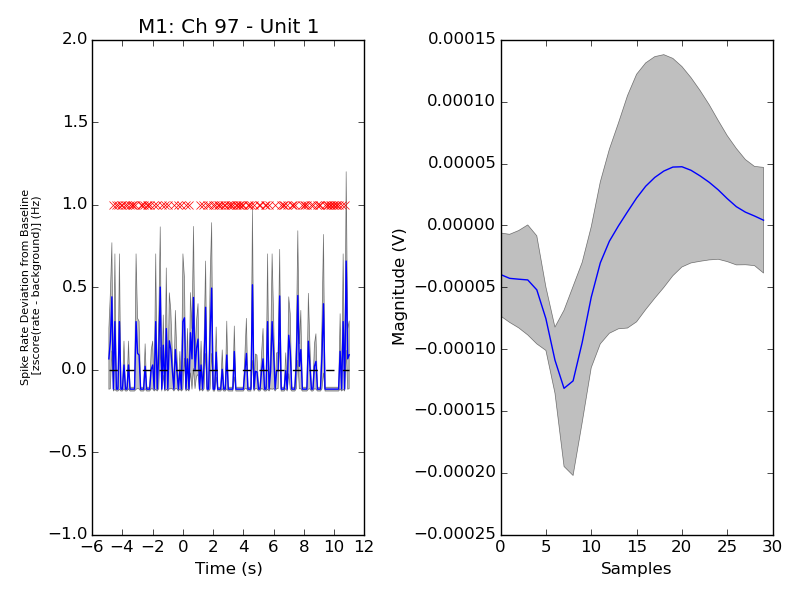 M1: Ch 97 - Unit 1
2.0
1.5
1.0
0.5
0.0
−0.5
−1.0
−6 −4 −2 0 2 4 6 8 10 12
Time (s)
Spike Rate Deviation from Baseline
[zscore(rate - background)] (Hz)
0.00015
0.00010
0.00005
0.00000
−0.00005
−0.00010
−0.00015
−0.00020
−0.00025
0 5 10 15 20 25 30
Samples
Magnitude (V)